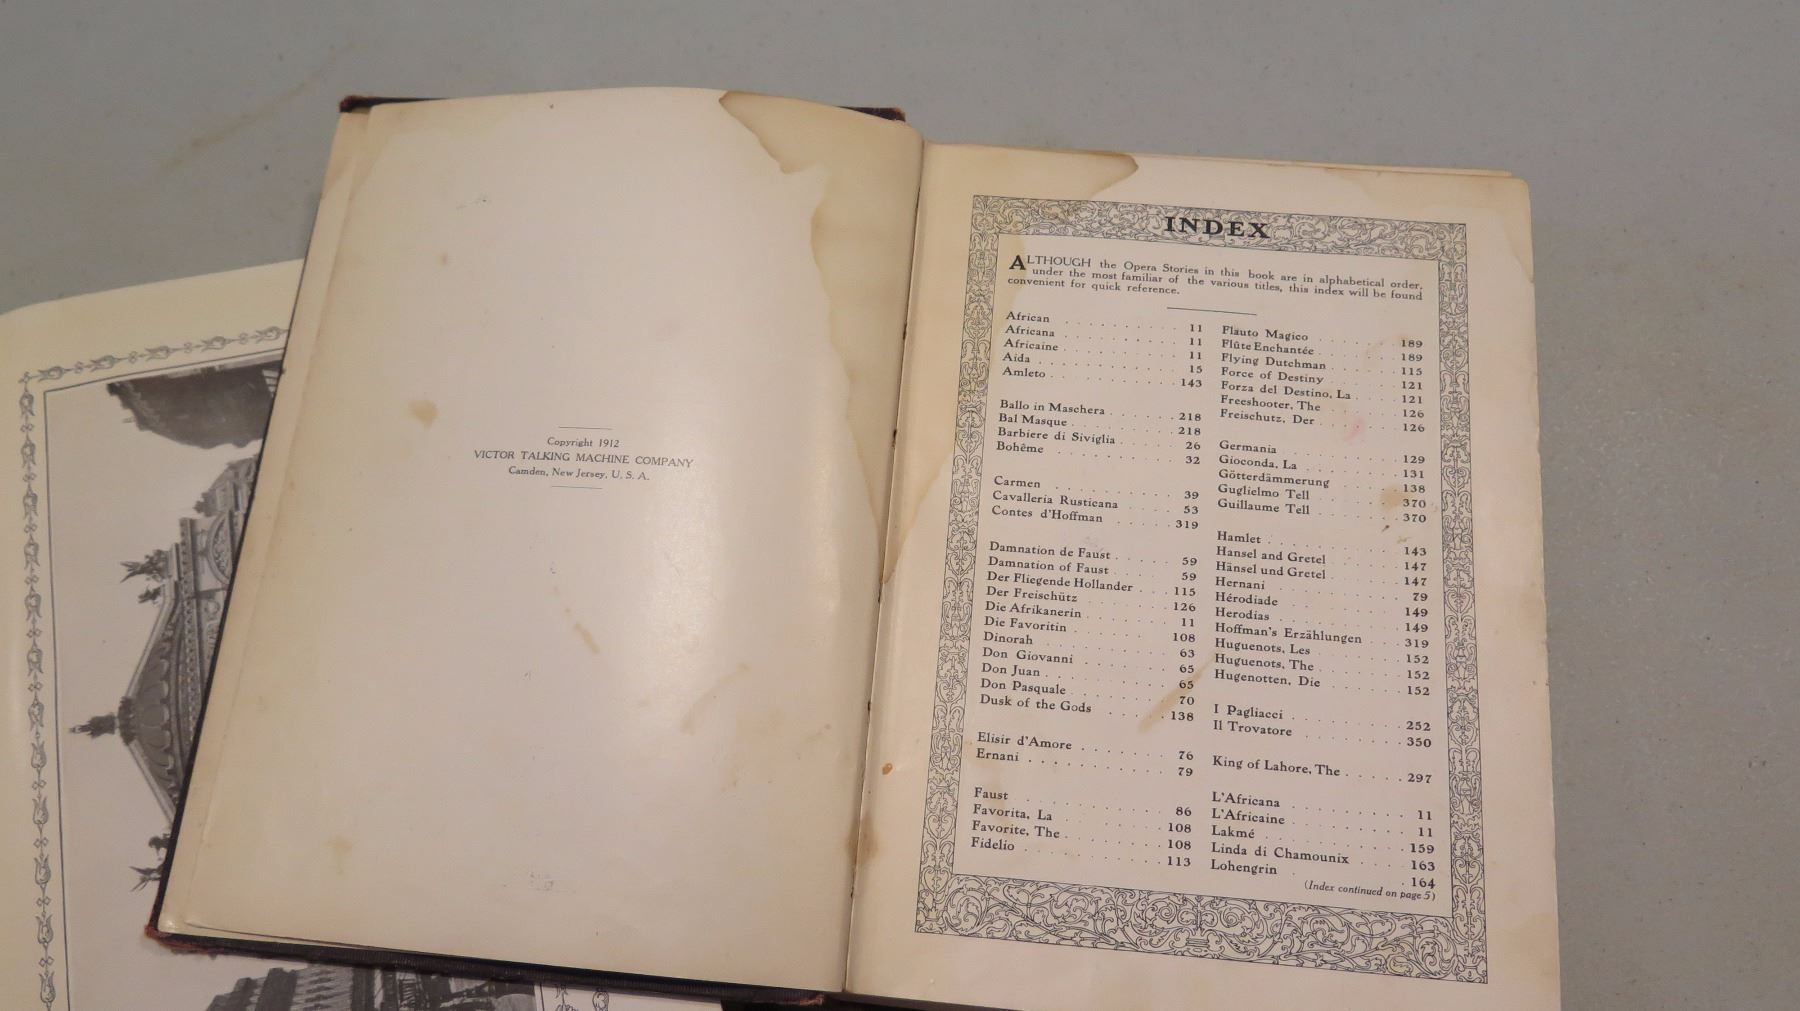 Copyright 1912
VICTOR TALKING MACHINE COMPANY
Camden, New Jersey, U. S. A.
INDEX
ALTHOUGH the Opera Stories in this book are in alphabetical order,
under the most familiar of the various titles, this index will be found
convenient for quick reference.
African . . . . . . . . . . 11
Africana . . . . . . . . . . 11
Africaine . . . . . . . . . . 11
Aida . . . . . . . . . . . 15
Amleto . . . . . . . . . . 143
Ballo in Maschera . . . . . . 218
Bal Masque . . . . . . . . 218
Barbiere di Siviglia . . . . . 26
Bohême . . . . . . . . . . 32
Carmen . . . . . . . . . . 39
Cavalleria Rusticana . . . . 53
Contes d'Hoffman . . . . . . 319
Damnation de Faust . . . . . 59
Damnation of Faust . . . . . 59
Der Fliegende Hollander . . . 115
Der Freischütz . . . . . . . 126
Die Afrikanerin . . . . . . . 11
Die Favoritin . . . . . . . 108
Dinorah . . . . . . . . . . 63
Don Giovanni . . . . . . . . 65
Don Juan . . . . . . . . . . 65
Don Pasquale . . . . . . . . 70
Dusk of the Gods . . . . . 138
Elisir d'Amore . . . . . . . 76
Ernani . . . . . . . . . . . 79
Faust . . . . . . . . . . . 86
Favorita, La . . . . . . . . 108
Favorite, The . . . . . . . . 108
Fidelio . . . . . . . . . . 113
Flauto Magico . . . . . . . 189
Flûte Enchantée . . . . . . 189
Flying Dutchman . . . . . . 115
Force of Destiny . . . . . . 121
Forza del Destino, La . . . . 121
Freeshooter, The . . . . . . 126
Freischutz, Der . . . . . . . 126
Germania . . . . . . . . . 129
Gioconda, La . . . . . . . . 131
Götterdämmerung . . . . . . 138
Guglielmo Tell . . . . . . . 370
Guillaume Tell . . . . . . . 370
Hamlet . . . . . . . . . . 143
Hansel and Gretel . . . . . 147
Hänsel und Gretel . . . . . 147
Hernani . . . . . . . . . . 79
Hérodiade . . . . . . . . . 149
Herodias . . . . . . . . . 149
Hoffman's Erzählungen . . . 319
Huguenots, Les . . . . . . . 152
Huguenots, The . . . . . . . 152
Hugenotten, Die . . . . . . 152
I Pagliacci . . . . . . . . 252
Il Trovatore . . . . . . . . 350
King of Lahore, The . . . . . 297
L'Africana . . . . . . . . . 11
L'Africaine . . . . . . . . . 11
Lakmé . . . . . . . . . . 159
Linda di Chamounix . . . . 163
Lohengrin . . . . . . . . . 164
(Index continued on page 5)